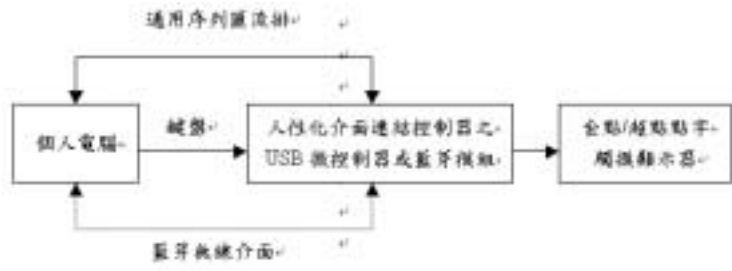 通用序列匯流排
個人電腦
鍵盤
人性化介面連結控制器之
USB 微控制器或藍芽模組
全點/超點點字
觸摸顯示器
藍芽無線介面